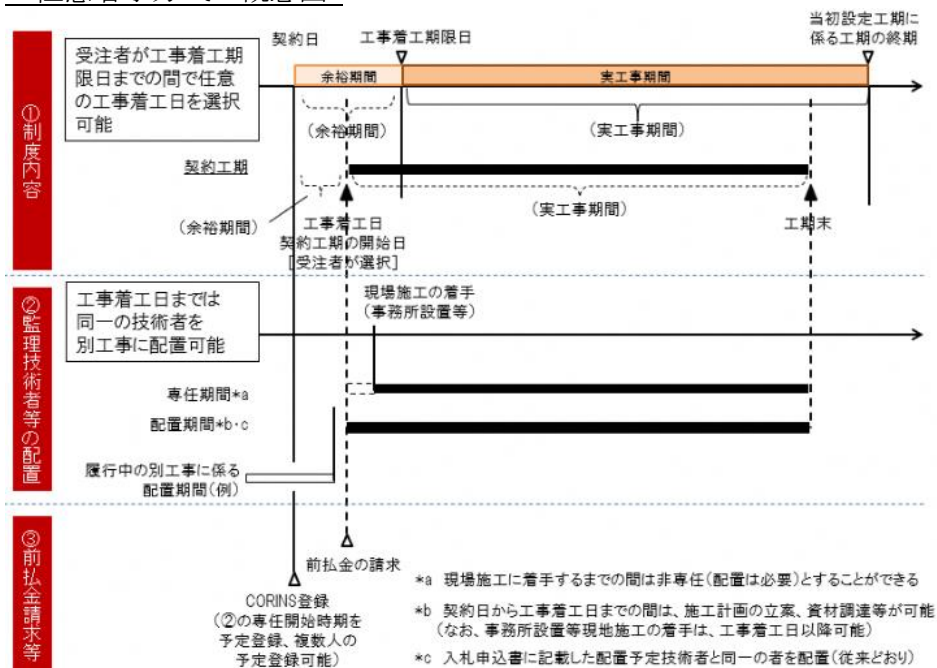 契約日
工事着工期限日
当初設定工期に
係る工期の終期
①制度内容
受注者が工事着工期
限日までの間で任意
の工事着工日を選択
可能
余裕期間
実工事期間
(余裕期間)
(実工事期間)
契約工期
(余裕期間)
工事着工日
契約工期の開始日
[受注者が選択]
(実工事期間)
工期末
②監理技術者等の配置
工事着工日までは
同一の技術者を
別工事に配置可能
現場施工の着手
(事務所設置等)
専任期間*a
配置期間*b・c
履行中の別工事に係る
配置期間(例)
③前払金請求等
前払金の請求
CORINS登録
(②の専任開始時期を
予定登録、複数人の
予定登録可能)
*a 現場施工に着手するまでの間は非専任(配置は必要)とすることができる
*b 契約日から工事着工日までの間は、施工計画の立案、資材調達等が可能
(なお、事務所設置等現地施工の着手は、工事着工日以降可能)
*c 入札申込書に記載した配置予定技術者と同一の者を配置(従来どおり)